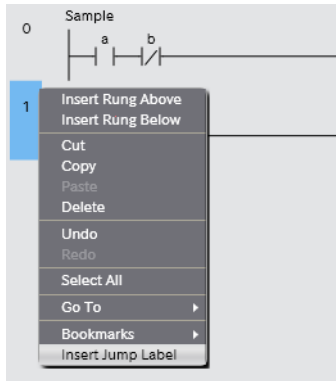 Sample
0
a b
1
Insert Rung Above
Insert Rung Below
Cut
Copy
Paste
Delete
Undo
Redo
Select All
Go To
Bookmarks
Insert Jump Label